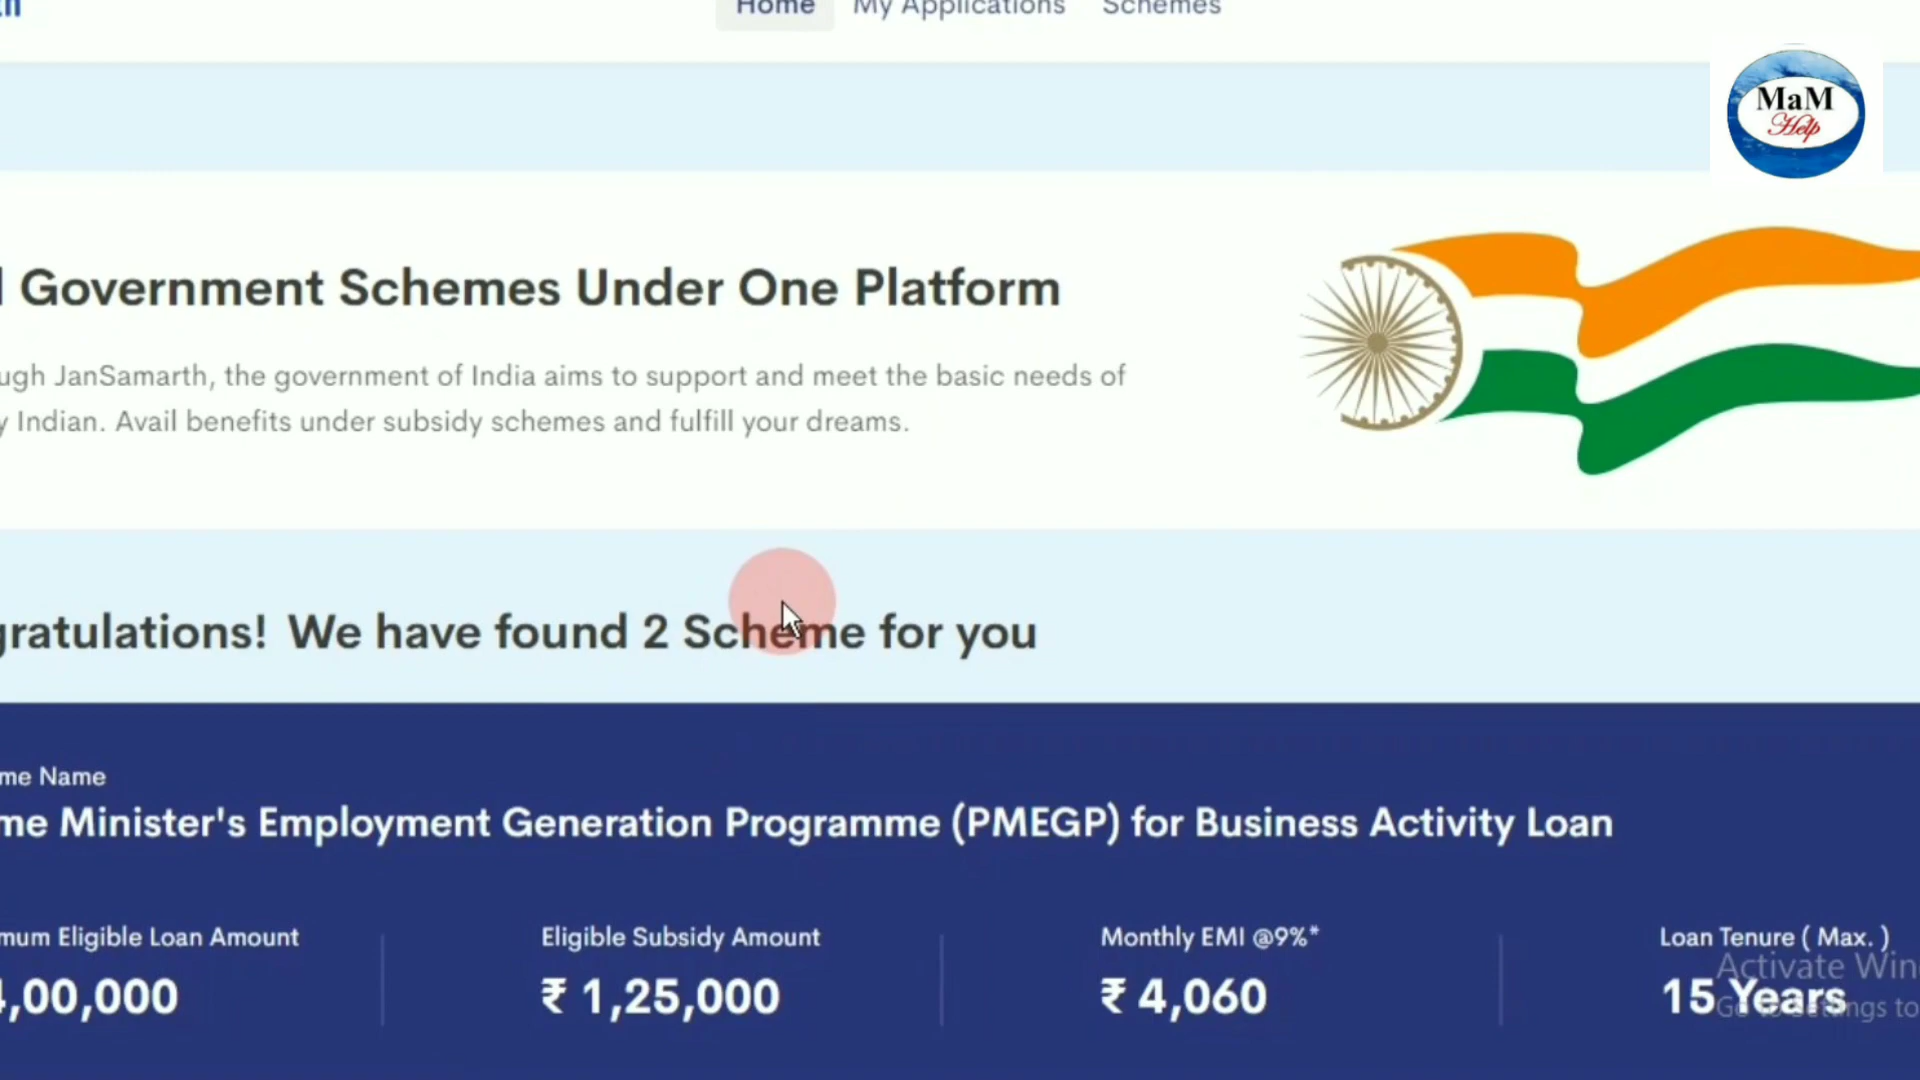 Home My Applications Schemes
MaM
Help
Government Schemes Under One Platform
ugh JanSamarth, the government of India aims to support and meet the basic needs of
y Indian. Avail benefits under subsidy schemes and fulfill your dreams.
gratulations! We have found 2 Scheme for you
me Name
me Minister's Employment Generation Programme (PMEGP) for Business Activity Loan
mum Eligible Loan Amount Eligible Subsidy Amount Monthly EMI @9%* Loan Tenure ( Max. )
,00,000 ₹ 1,25,000 ₹ 4,060 15 Years
Activate Win
Go to Settings to